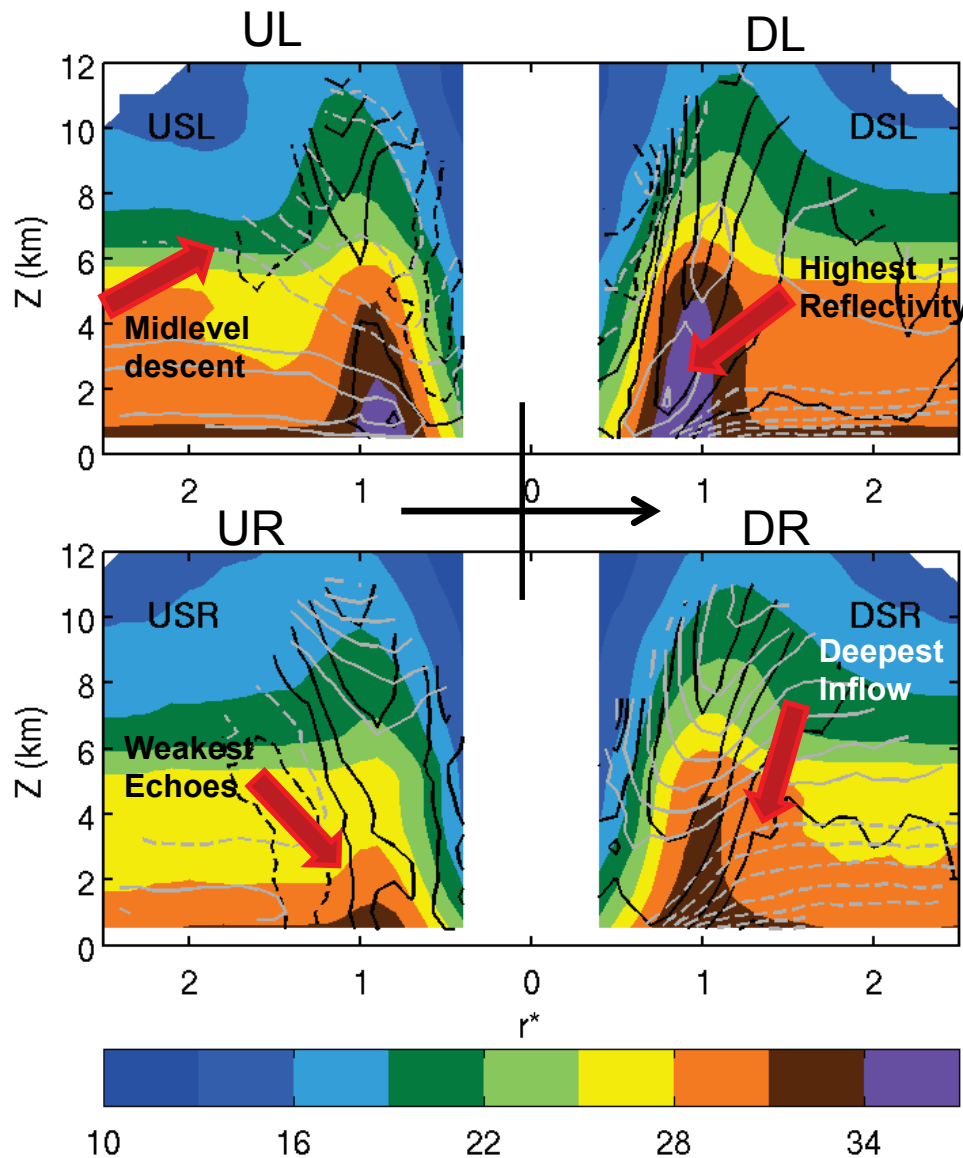 UL
DL
12
10
8
6
4
2
0
Z (km)
USL
DSL
Midlevel
descent
Highest
Reflectivity
2
1
0
1
2
UR
DR
12
10
8
6
4
2
0
Z (km)
USR
DSR
Weakest
Echoes
Deepest
Inflow
2
1
0
1
2
r*
10
16
22
28
34